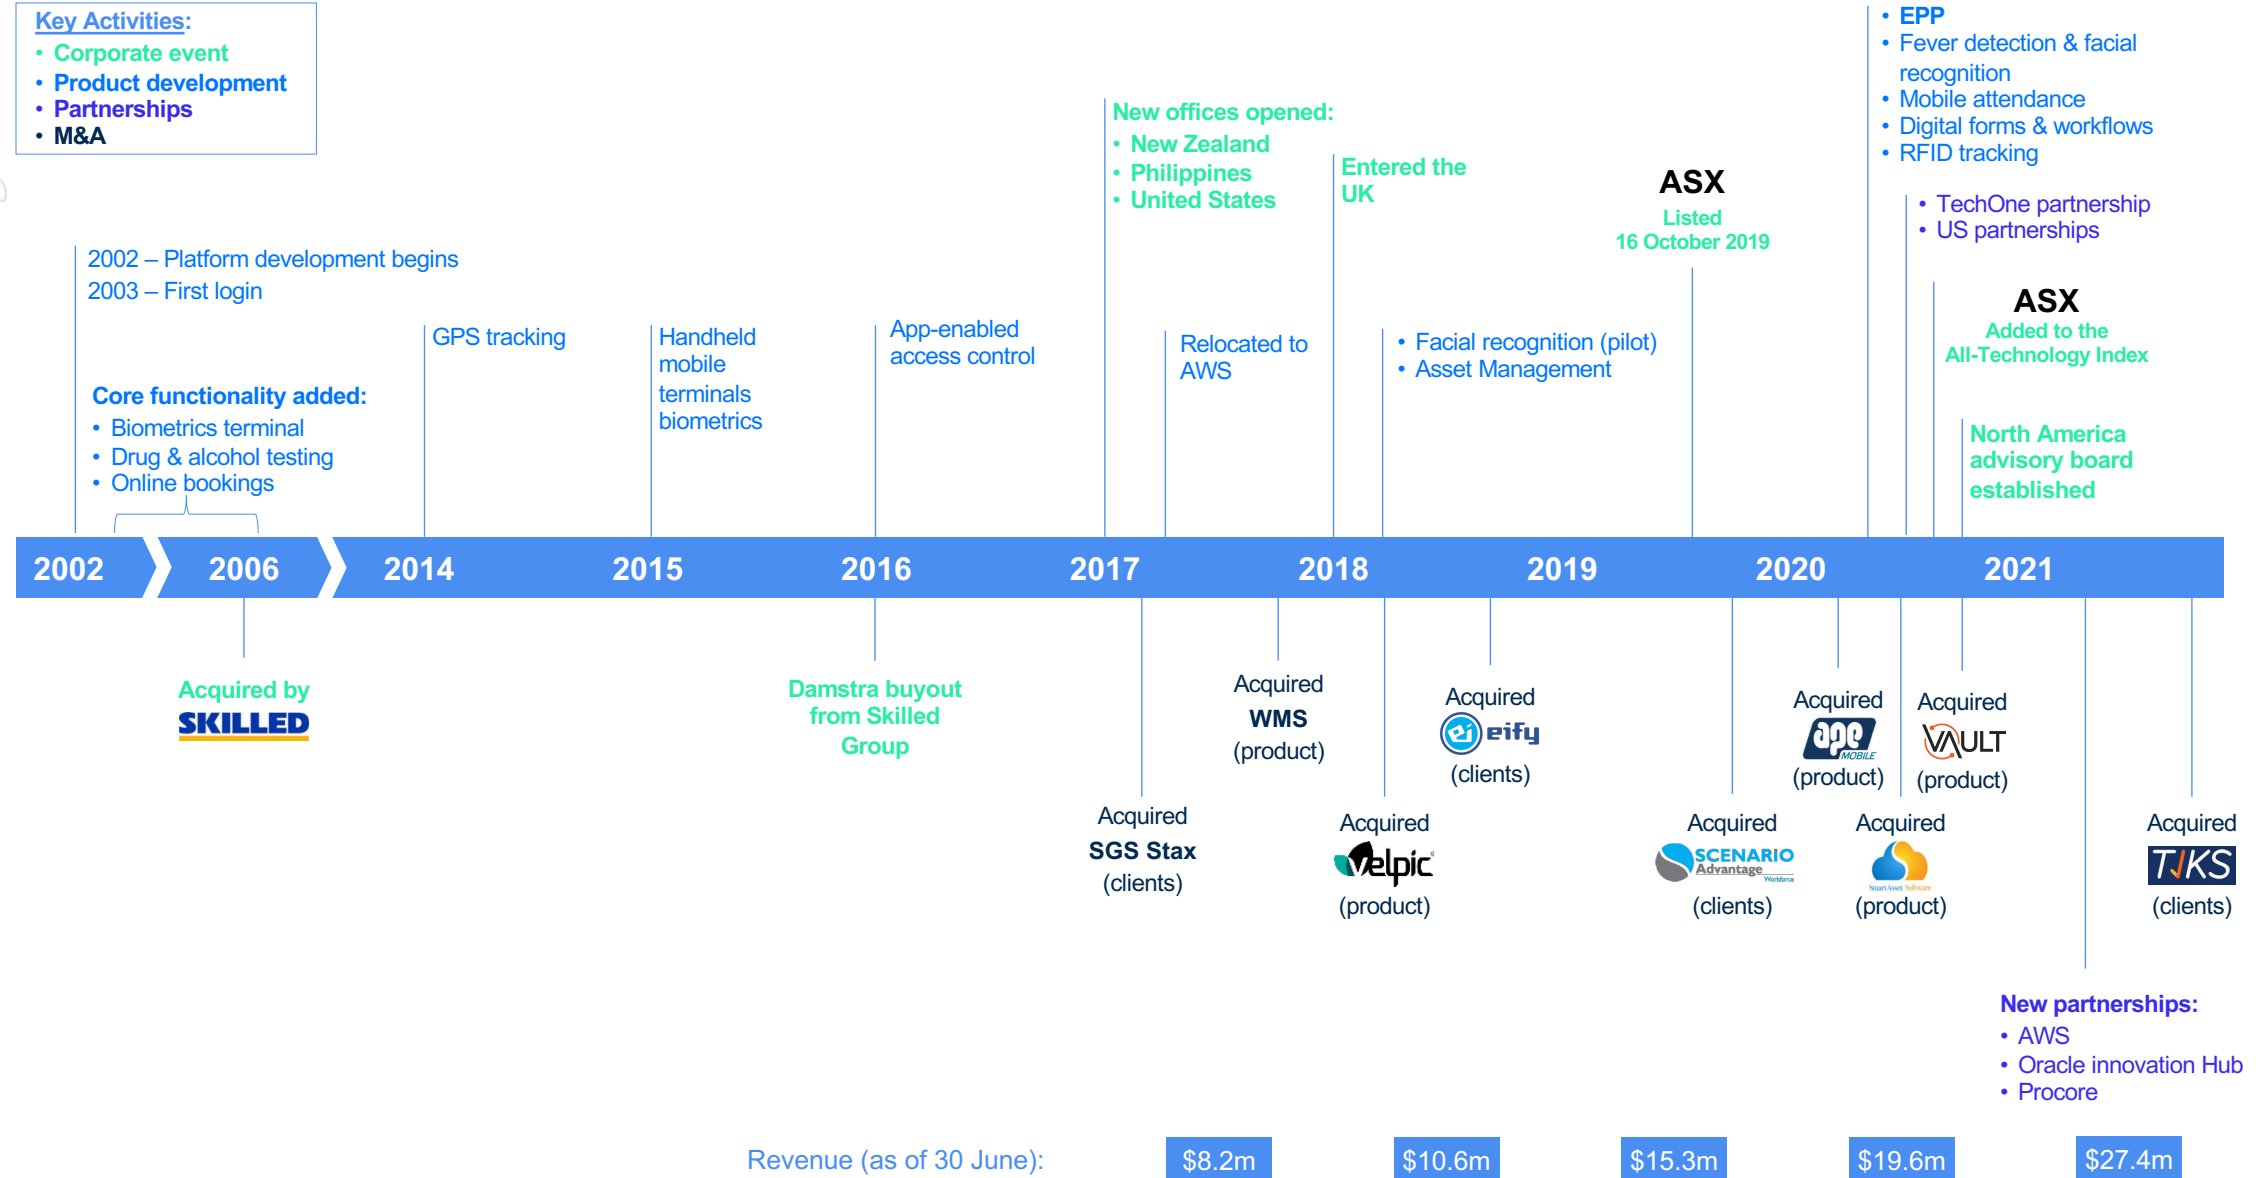 Key Activities:
• Corporate event
• Product development
• Partnerships
• M&A
2002 – Platform development begins
2003 – First login
Core functionality added:
• Biometrics terminal
• Drug & alcohol testing
• Online bookings
GPS tracking
Handheld
mobile
terminals
biometrics
App-enabled
access control
New offices opened:
• New Zealand
• Philippines
• United States
Relocated to
AWS
Entered the
UK
• Facial recognition (pilot)
• Asset Management
ASX
Listed
16 October 2019
• EPP
• Fever detection & facial
recognition
• Mobile attendance
• Digital forms & workflows
• RFID tracking
• TechOne partnership
• US partnerships
ASX
Added to the
All-Technology Index
North America
advisory board
established
2002
2006
2014
2015
2016
2017
2018
2019
2020
2021
Acquired by
SKILLED
Damstra buyout
from Skilled
Group
Acquired
SGS Stax
(clients)
Acquired
WMS
(product)
Acquired
velpic
(product)
Acquired
ei eify
(clients)
Acquired
SCENARIO
Advantage
Workforce
(clients)
Acquired
ape
MOBILE
(product)
Acquired
SmartAsset Software
(product)
Acquired
VAULT
(product)
New partnerships:
• AWS
• Oracle innovation Hub
• Procore
Acquired
TIKS
(clients)
Revenue (as of 30 June):
$8.2m
$10.6m
$15.3m
$19.6m
$27.4m